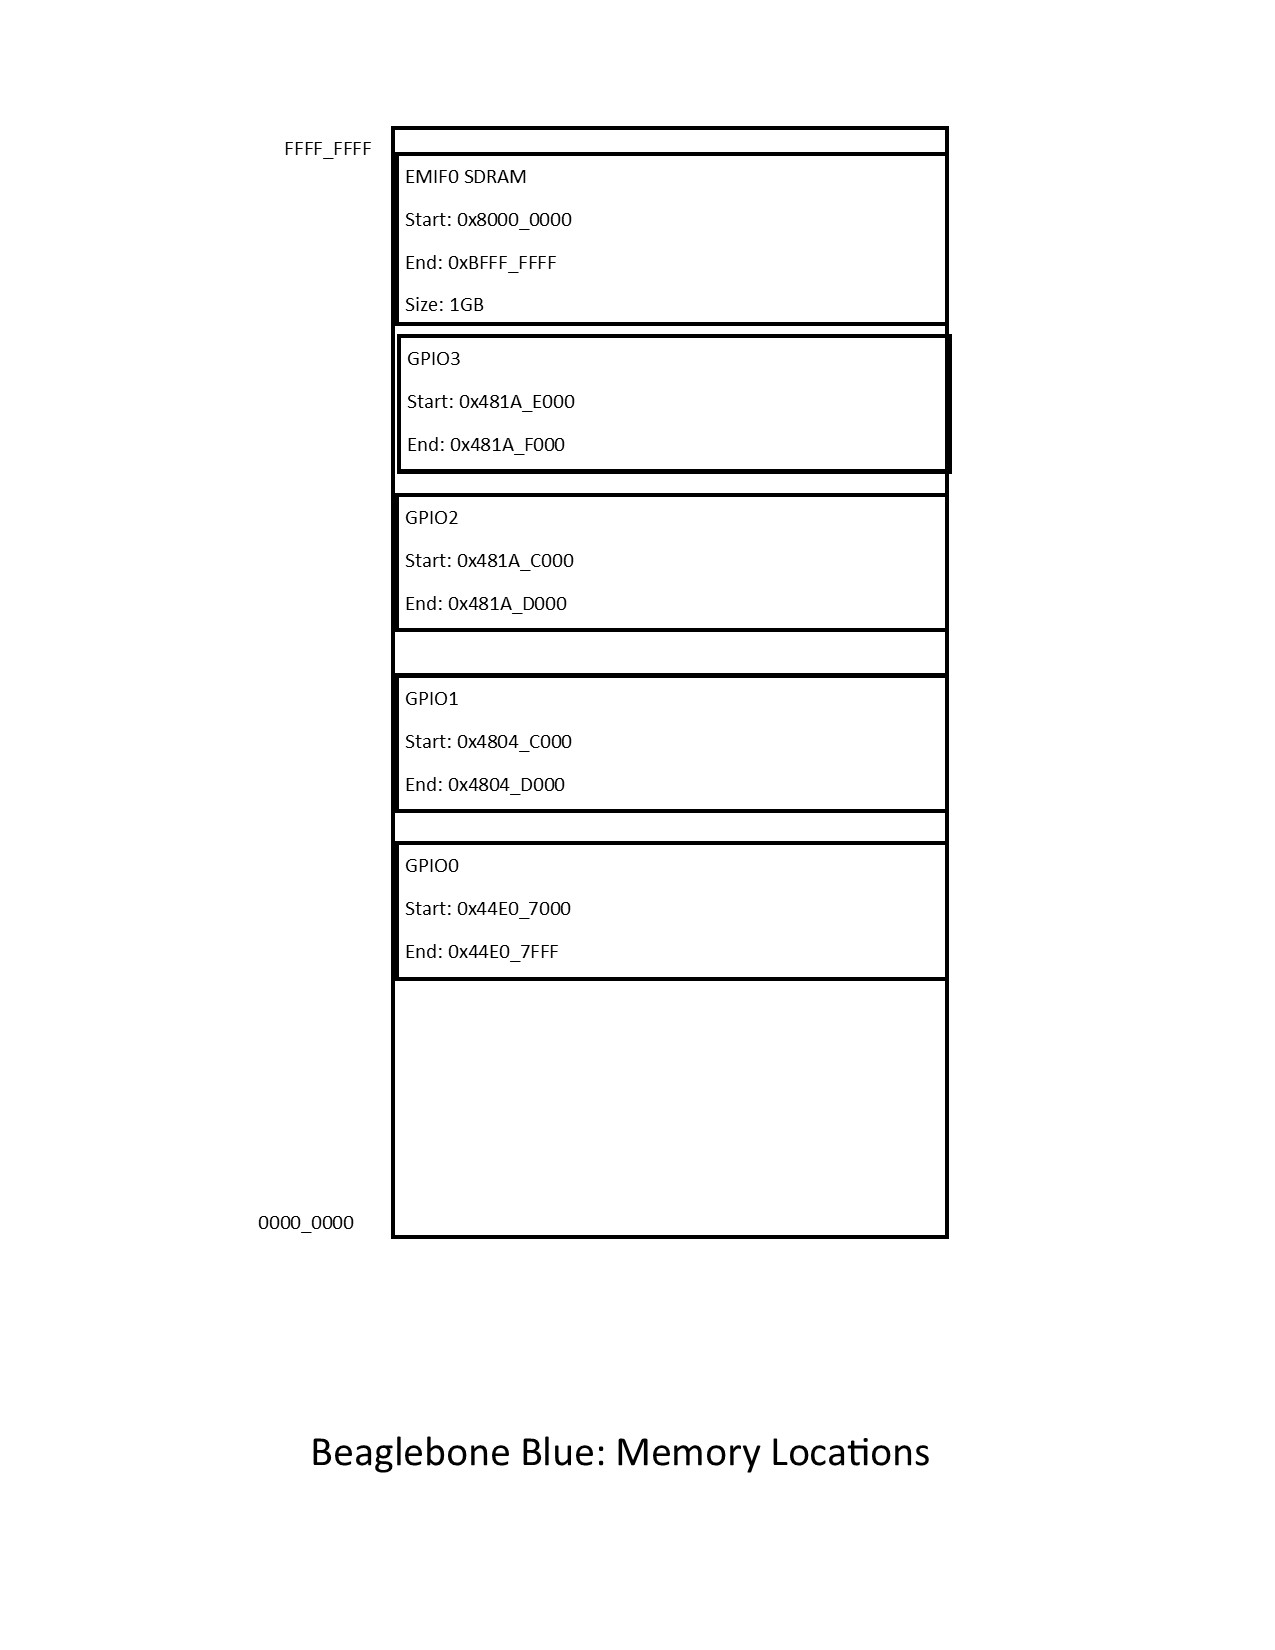 FFFF_FFFF
EMIF0 SDRAM
Start: 0x8000_0000
End: 0xBFFF_FFFF
Size: 1GB
GPIO3
Start: 0x481A_E000
End: 0x481A_F000
GPIO2
Start: 0x481A_C000
End: 0x481A_D000
GPIO1
Start: 0x4804_C000
End: 0x4804_D000
GPIO0
Start: 0x44E0_7000
End: 0x44E0_7FFF
0000_0000
Beaglebone Blue: Memory Locations